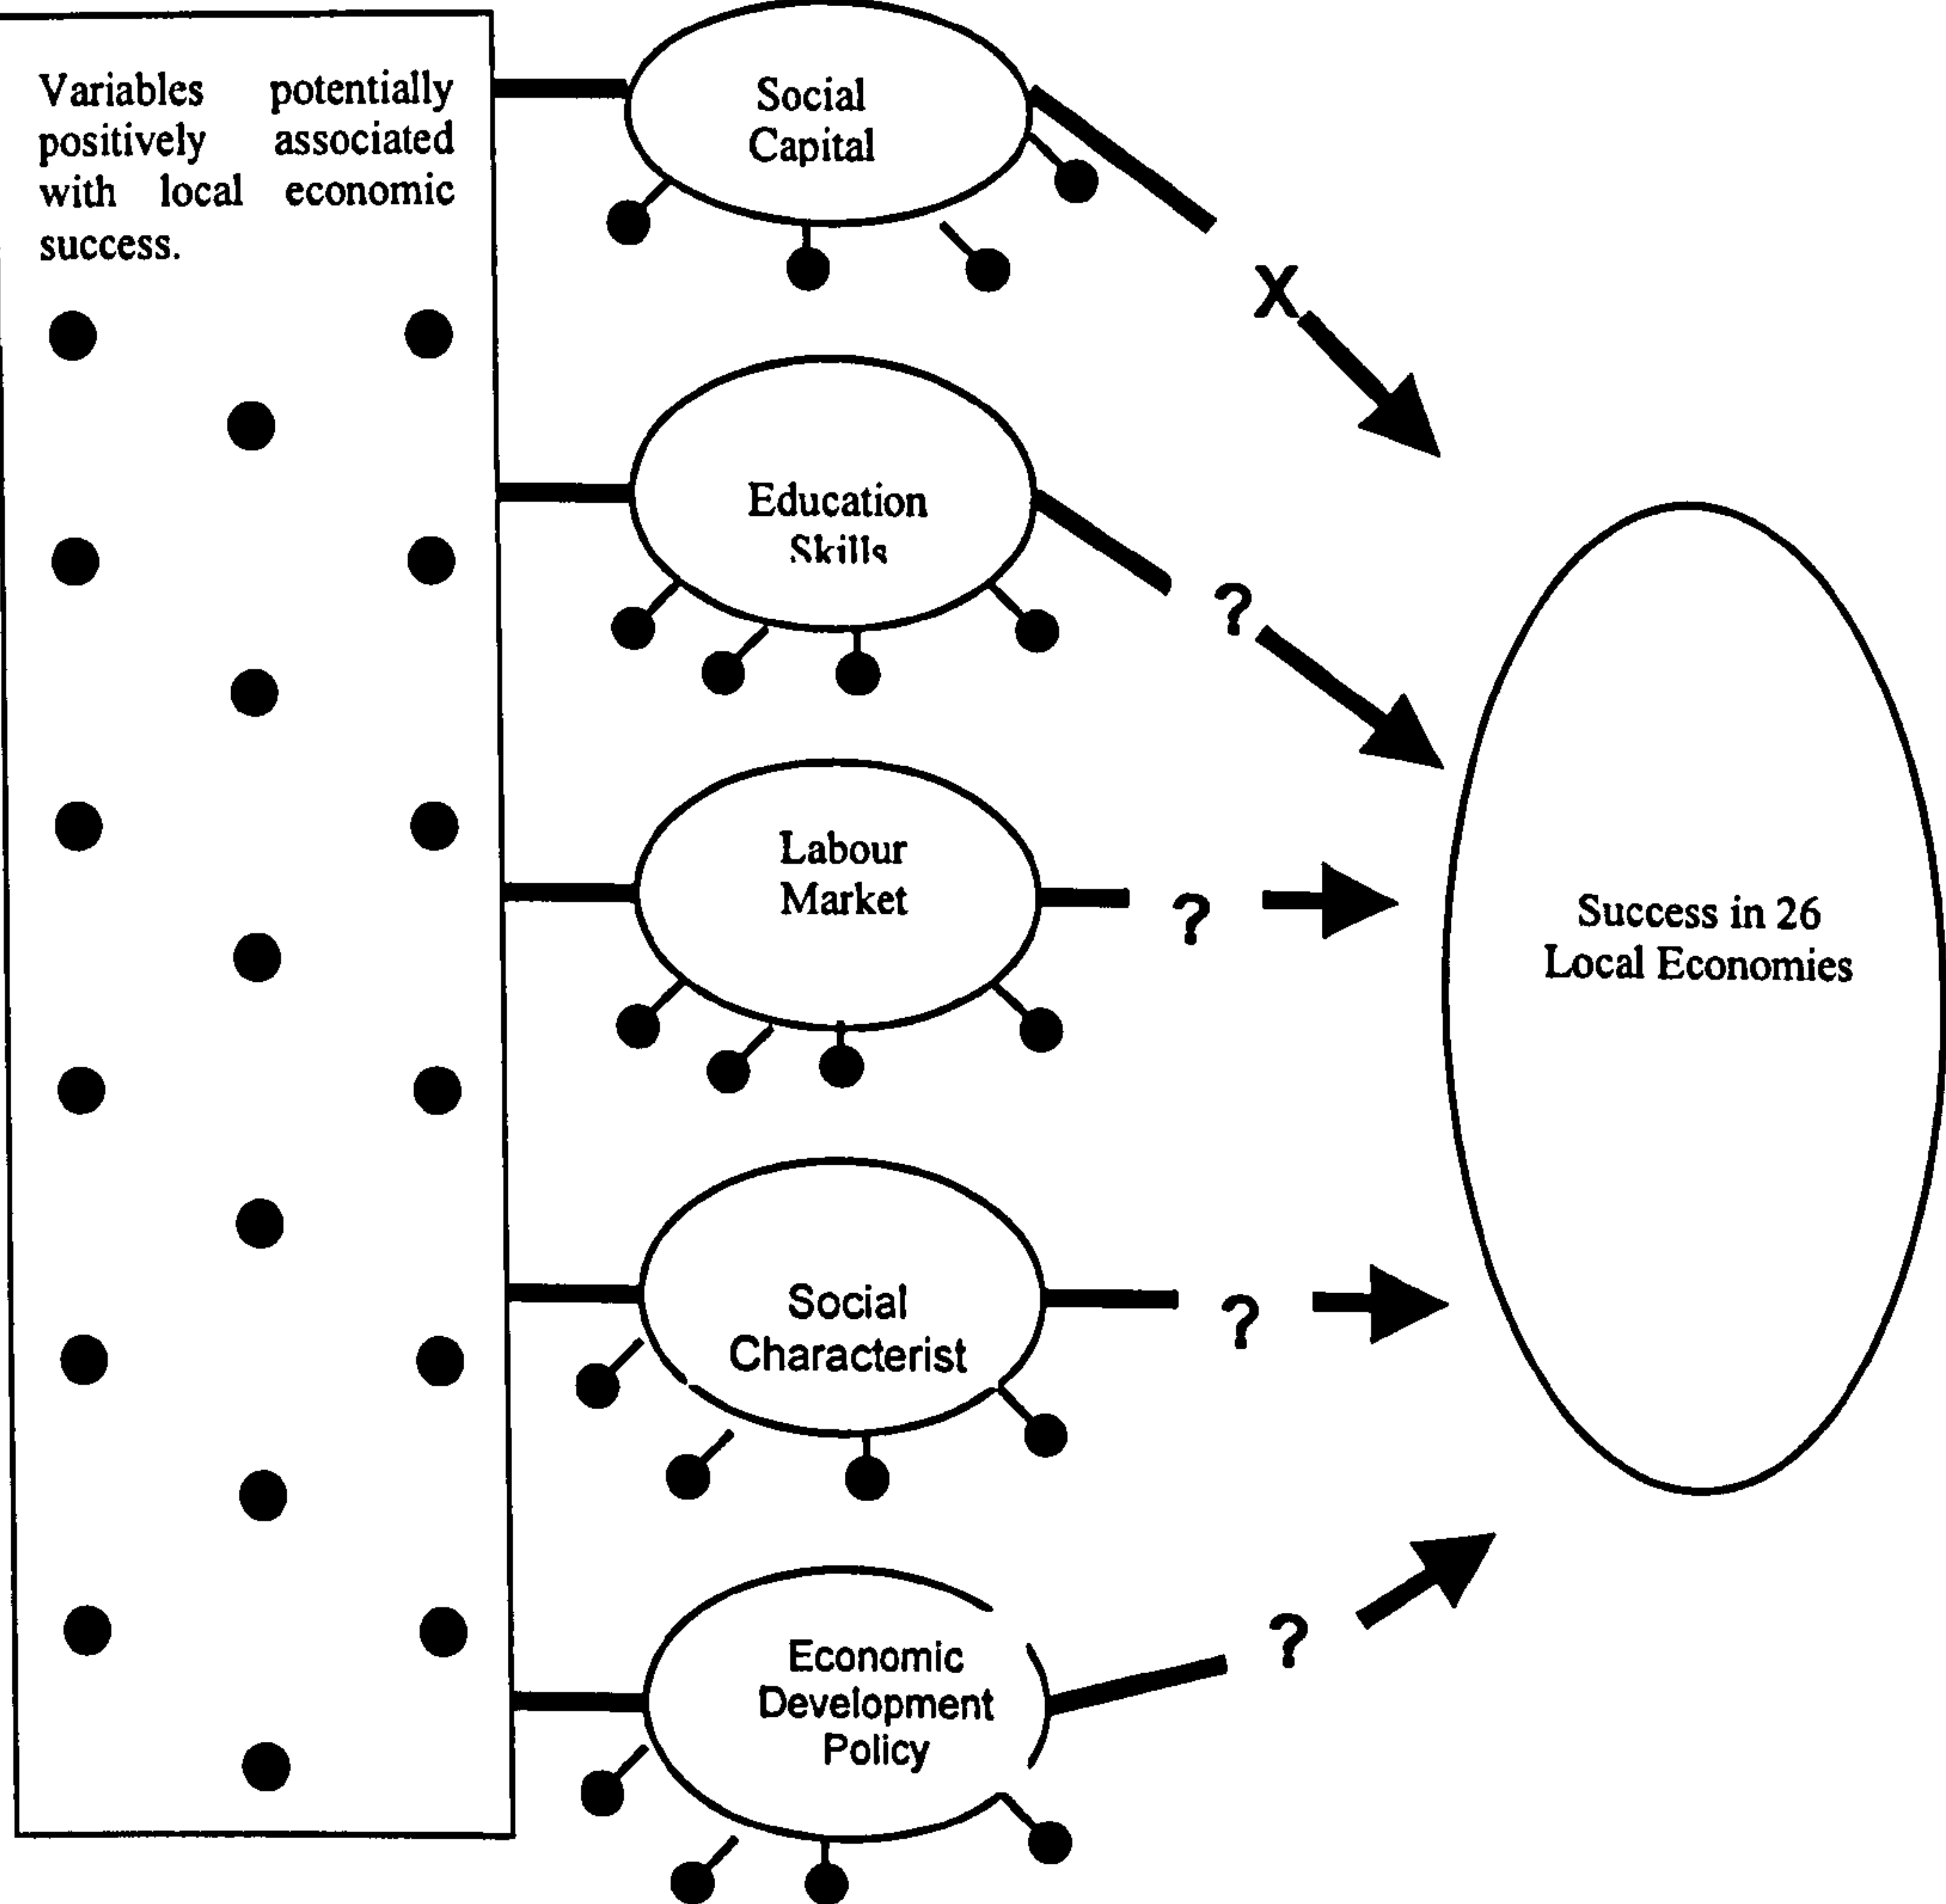 Variables potentially
positively associated
with local economic
success.
Social
Capital
X
Education
Skills
?
Labour
Market
?
Success in 26
Local Economies
Social
Characterist
?
Economic
Development
Policy
?